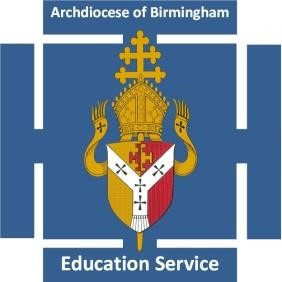 Archdiocese of Birmingham
Education Service